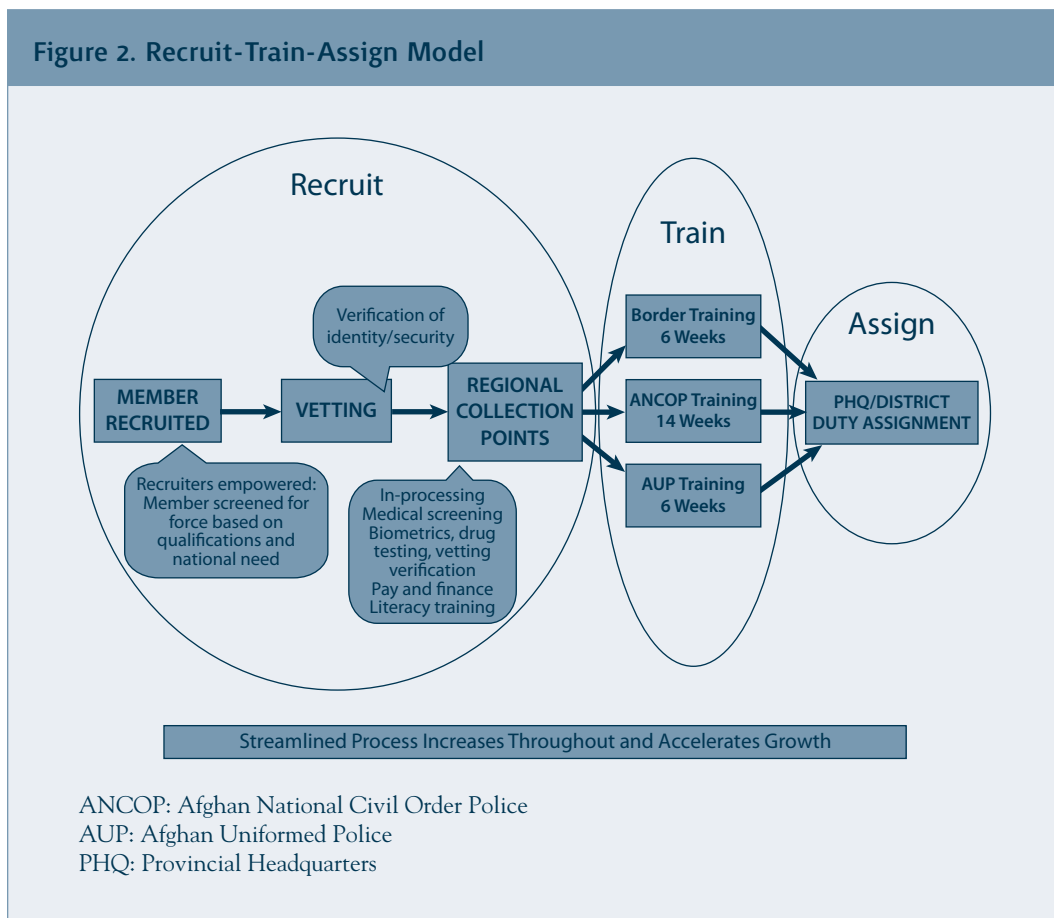 Figure 2. Recruit-Train-Assign Model
Recruit
Train
Assign
Verification of
identity/security
MEMBER
RECRUITED
VETTING
REGIONAL
COLLECTION
POINTS
Border Training
6 Weeks
ANCOP Training
14 Weeks
AUP Training
6 Weeks
PHQ/DISTRICT
DUTY ASSIGNMENT
Recruiters empowered:
Member screened for
force based on
qualifications and
national need
In-processing
Medical screening
Biometrics, drug
testing, vetting
verification
Pay and finance
Literacy training
Streamlined Process Increases Throughout and Accelerates Growth
ANCOP: Afghan National Civil Order Police
AUP: Afghan Uniformed Police
PHQ: Provincial Headquarters